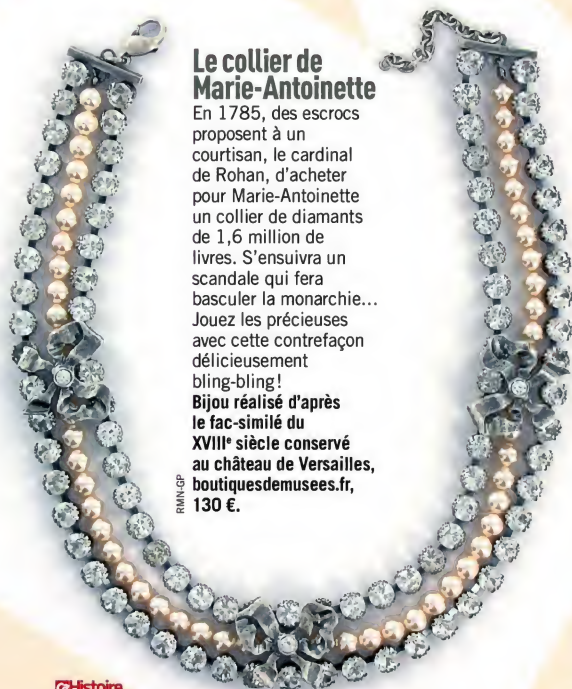 Le collier de
Marie-Antoinette
En 1785, des escrocs
proposent à un
courtisan, le cardinal
de Rohan, d'acheter
pour Marie-Antoinette
un collier de diamants
de 1,6 million de
livres. S'ensuivra un
scandale qui fera
basculer la monarchie…
Jouez les précieuses
avec cette contrefaçon
délicieusement
bling-bling !
Bijou réalisé d'après
le fac-similé du
XVIIIᵉ siècle conservé
au château de Versailles,
boutiquesdemusees.fr,
130 €.
RMN-GP
Histoire